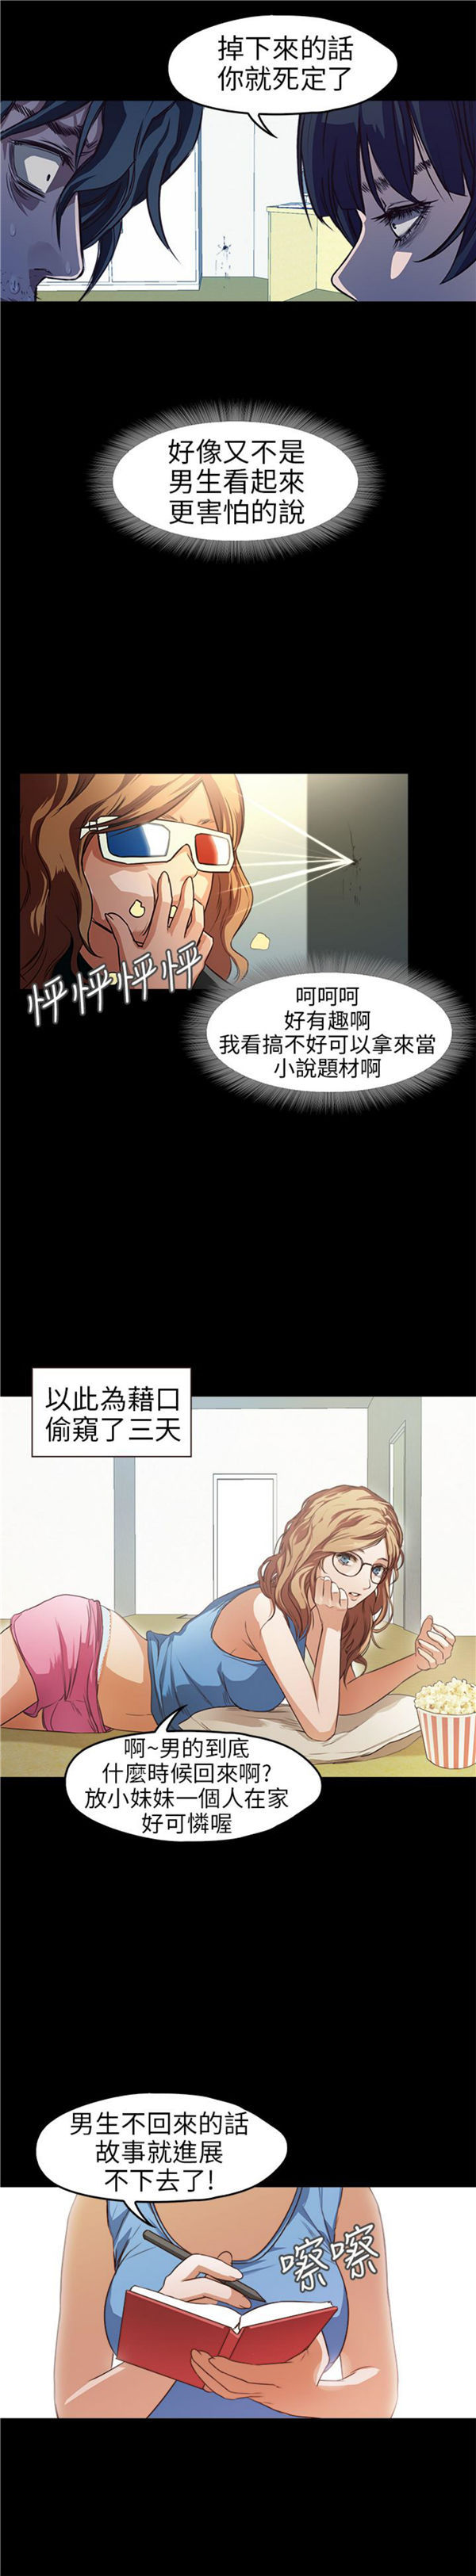 掉下來的話
你就死定了
好像又不是
男生看起來
更害怕的說
怦怦怦怦
呵呵呵
好有趣啊
我看搞不好可以拿來當
小說題材啊
以此為藉口
偷窺了三天
啊~男的到底
什麼時候回來啊?
放小妹妹一個人在家
好可憐喔
男生不回來的話
故事就進展
不下去了!
嚓嚓